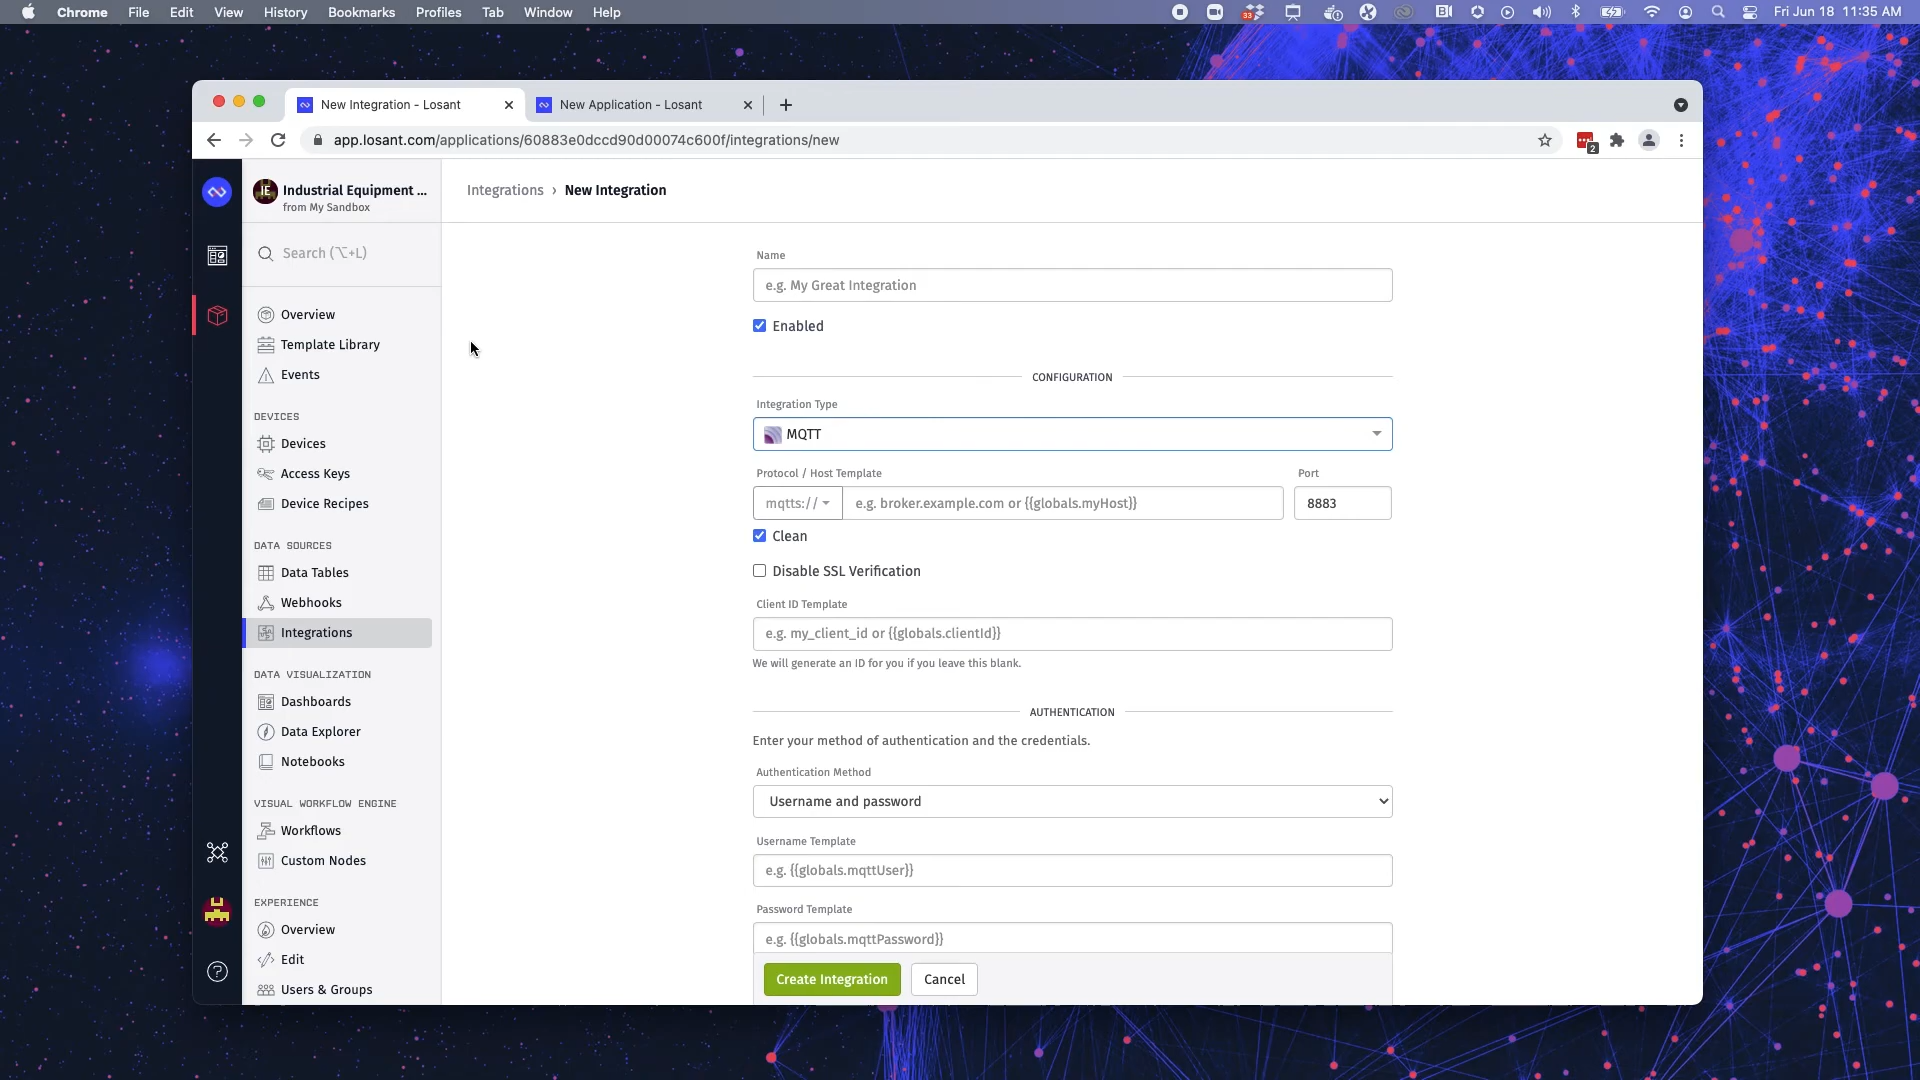 Chrome File Edit View History Bookmarks Profiles Tab Window Help Fri Jun 18 11:35 AM
33
New Integration - Losant New Application - Losant
app.losant.com/applications/60883e0dccd90d00074c600f/integrations/new
2
IE Industrial Equipment ...
from My Sandbox
Integrations › New Integration
Search (⌥+L)
Overview
Template Library
Events
DEVICES
Devices
Access Keys
Device Recipes
DATA SOURCES
Data Tables
Webhooks
Integrations
DATA VISUALIZATION
Dashboards
Data Explorer
Notebooks
VISUAL WORKFLOW ENGINE
Workflows
Custom Nodes
EXPERIENCE
Overview
Edit
Users & Groups
Name
e.g. My Great Integration
Enabled
CONFIGURATION
Integration Type
MQTT
Protocol / Host Template Port
mqtts:// e.g. broker.example.com or {{globals.myHost}} 8883
Clean
Disable SSL Verification
Client ID Template
e.g. my_client_id or {{globals.clientId}}
We will generate an ID for you if you leave this blank.
AUTHENTICATION
Enter your method of authentication and the credentials.
Authentication Method
Username and password
Username Template
e.g. {{globals.mqttUser}}
Password Template
e.g. {{globals.mqttPassword}}
Create Integration Cancel